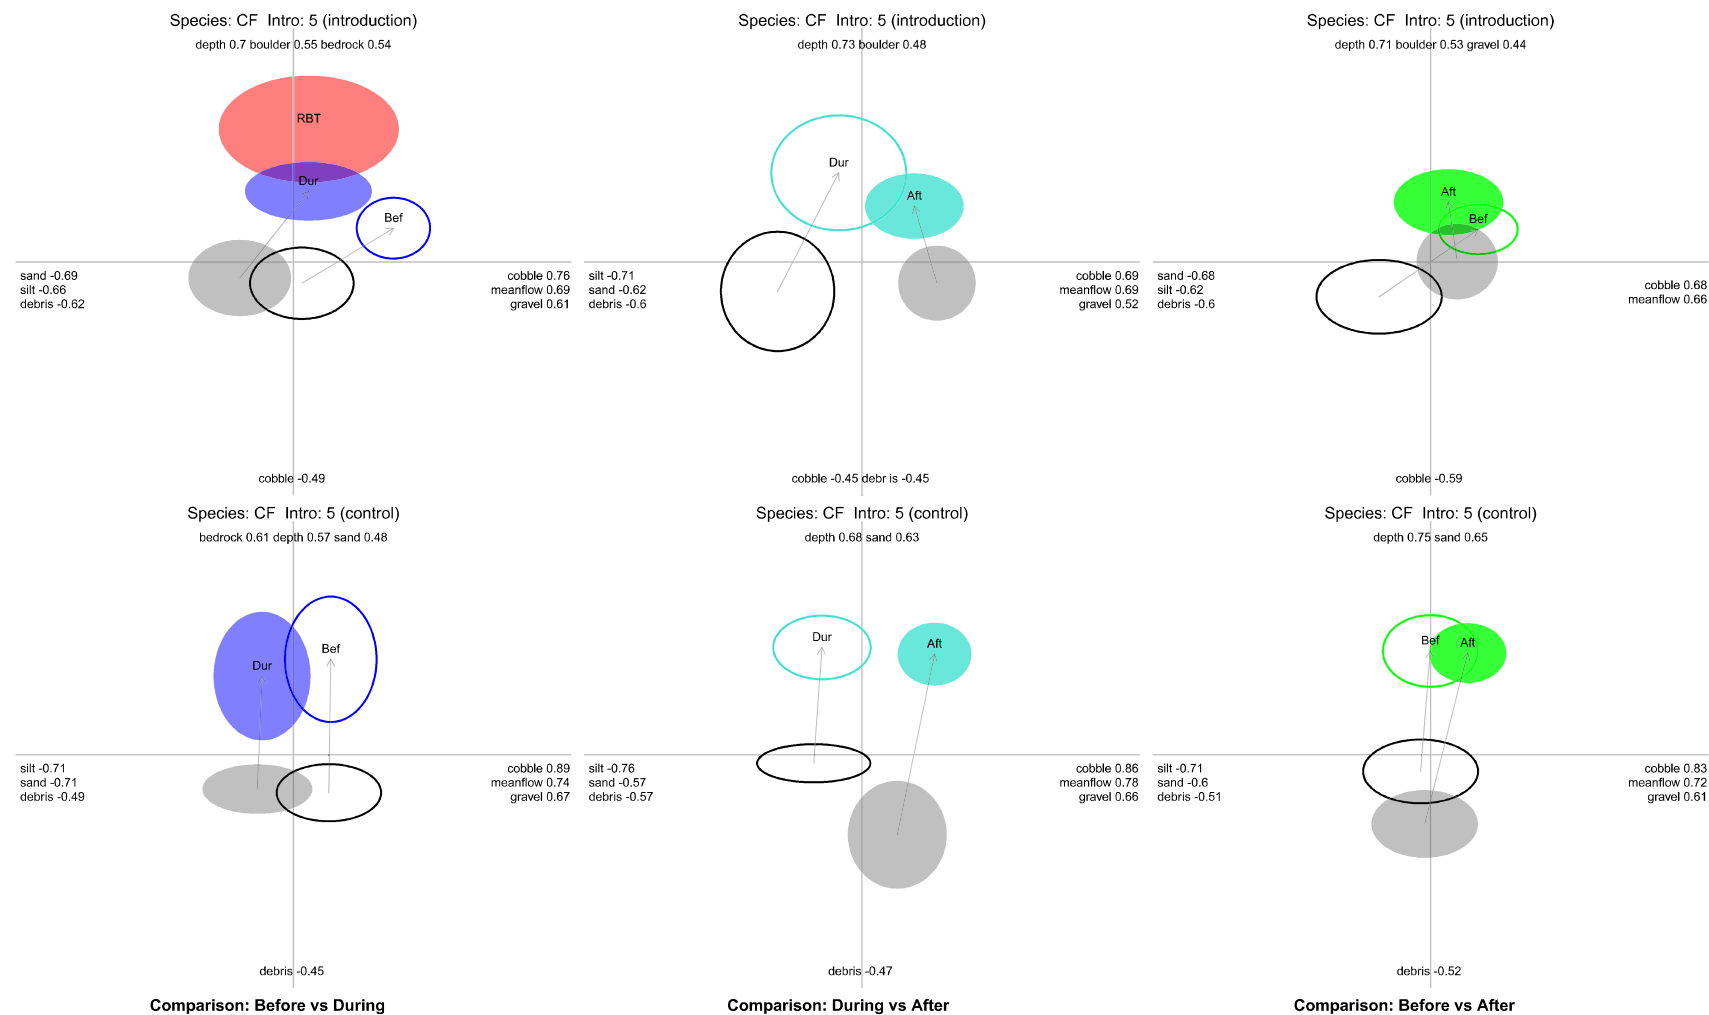 Species: CF  Intro: 5 (introduction)
depth 0.7 boulder 0.55 bedrock 0.54
RBT
Dur
Bef
sand -0.69
silt -0.66
debris -0.62
cobble 0.76
meanflow 0.69
gravel 0.61
cobble -0.49
Species: CF  Intro: 5 (introduction)
depth 0.73 boulder 0.48
Dur
Aft
silt -0.71
sand -0.62
debris -0.6
cobble 0.69
meanflow 0.69
gravel 0.52
cobble -0.45 debr is -0.45
Species: CF  Intro: 5 (introduction)
depth 0.71 boulder 0.53 gravel 0.44
Aft
Bef
sand -0.68
silt -0.62
debris -0.6
cobble 0.68
meanflow 0.66
cobble -0.59
Species: CF  Intro: 5 (control)
bedrock 0.61 depth 0.57 sand 0.48
Bef
Dur
silt -0.71
sand -0.71
debris -0.49
cobble 0.89
meanflow 0.74
gravel 0.67
debris -0.45
Comparison: Before vs During
Species: CF  Intro: 5 (control)
depth 0.68 sand 0.63
Dur
Aft
silt -0.76
sand -0.57
debris -0.57
cobble 0.86
meanflow 0.78
gravel 0.66
debris -0.47
Comparison: During vs After
Species: CF  Intro: 5 (control)
depth 0.75 sand 0.65
Bef
Aft
silt -0.71
sand -0.6
debris -0.51
cobble 0.83
meanflow 0.72
gravel 0.61
debris -0.52
Comparison: Before vs After